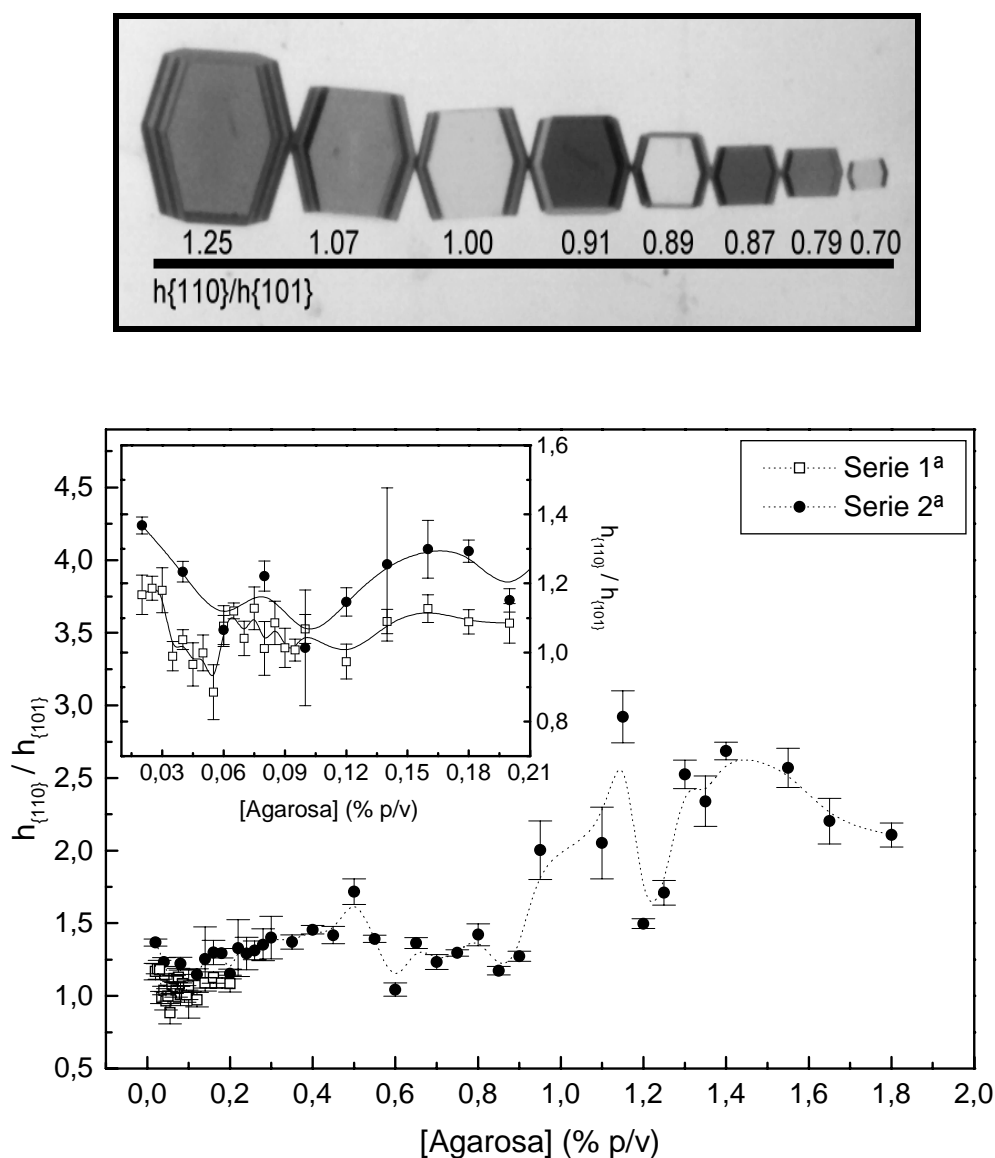 1.25 1.07 1.00 0.91 0.89 0.87 0.79 0.70
h{110}/h{101}
Serie 1ª
Serie 2ª
4,5
4,0
3,5
3,0
2,5
2,0
1,5
1,0
0,5
h{110} / h{101}
0,0 0,2 0,4 0,6 0,8 1,0 1,2 1,4 1,6 1,8 2,0
[Agarosa] (% p/v)
1,6
1,4
1,2
1,0
0,8
h{110} / h{101}
0,03 0,06 0,09 0,12 0,15 0,18 0,21
[Agarosa] (% p/v)